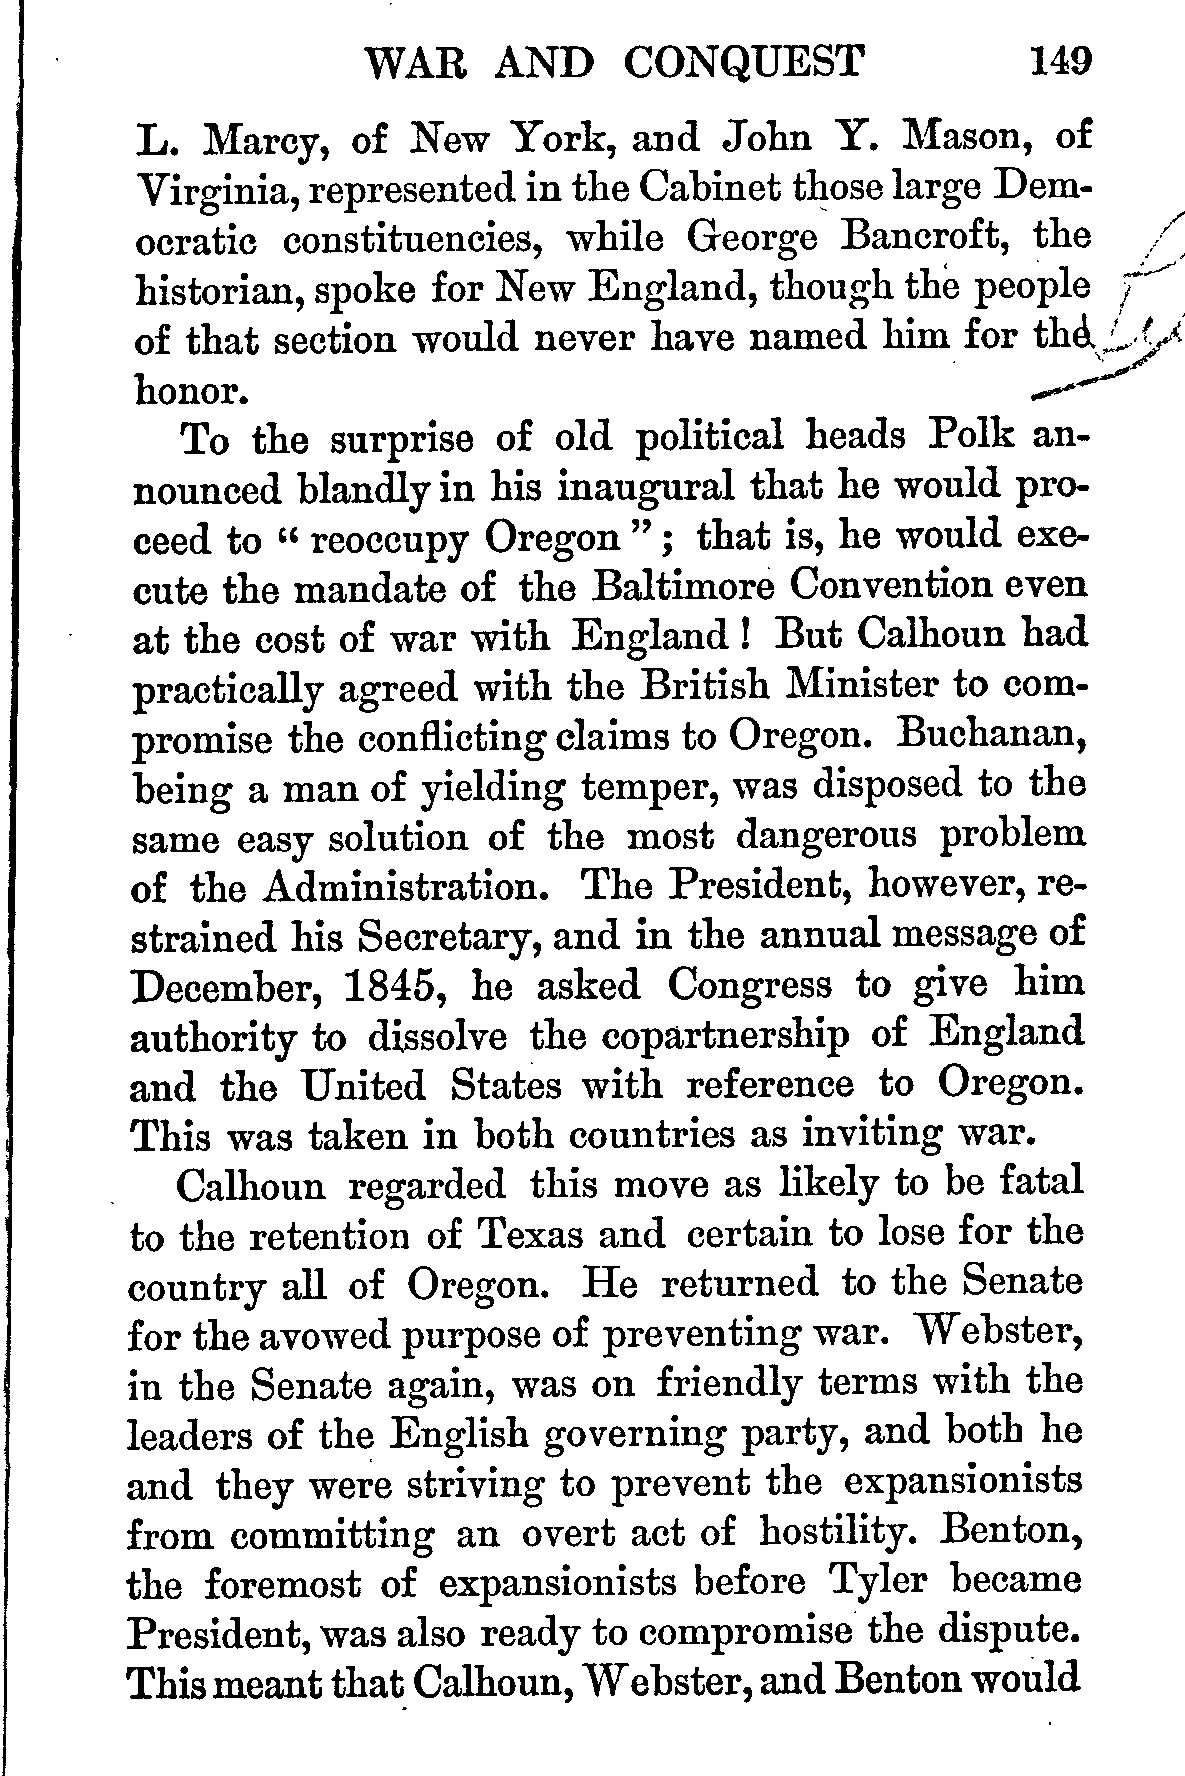 WAR AND CONQUEST 149
L. Marcy, of New York, and John Y. Mason, of
Virginia, represented in the Cabinet those large Dem-
ocratic constituencies, while George Bancroft, the
historian, spoke for New England, though the people
of that section would never have named him for the
honor.
To the surprise of old political heads Polk an-
nounced blandly in his inaugural that he would pro-
ceed to “ reoccupy Oregon ” ; that is, he would exe-
cute the mandate of the Baltimore Convention even
at the cost of war with England ! But Calhoun had
practically agreed with the British Minister to com-
promise the conflicting claims to Oregon. Buchanan,
being a man of yielding temper, was disposed to the
same easy solution of the most dangerous problem
of the Administration. The President, however, re-
strained his Secretary, and in the annual message of
December, 1845, he asked Congress to give him
authority to dissolve the copartnership of England
and the United States with reference to Oregon.
This was taken in both countries as inviting war.
Calhoun regarded this move as likely to be fatal
to the retention of Texas and certain to lose for the
country all of Oregon. He returned to the Senate
for the avowed purpose of preventing war. Webster,
in the Senate again, was on friendly terms with the
leaders of the English governing party, and both he
and they were striving to prevent the expansionists
from committing an overt act of hostility. Benton,
the foremost of expansionists before Tyler became
President, was also ready to compromise the dispute.
This meant that Calhoun, Webster, and Benton would